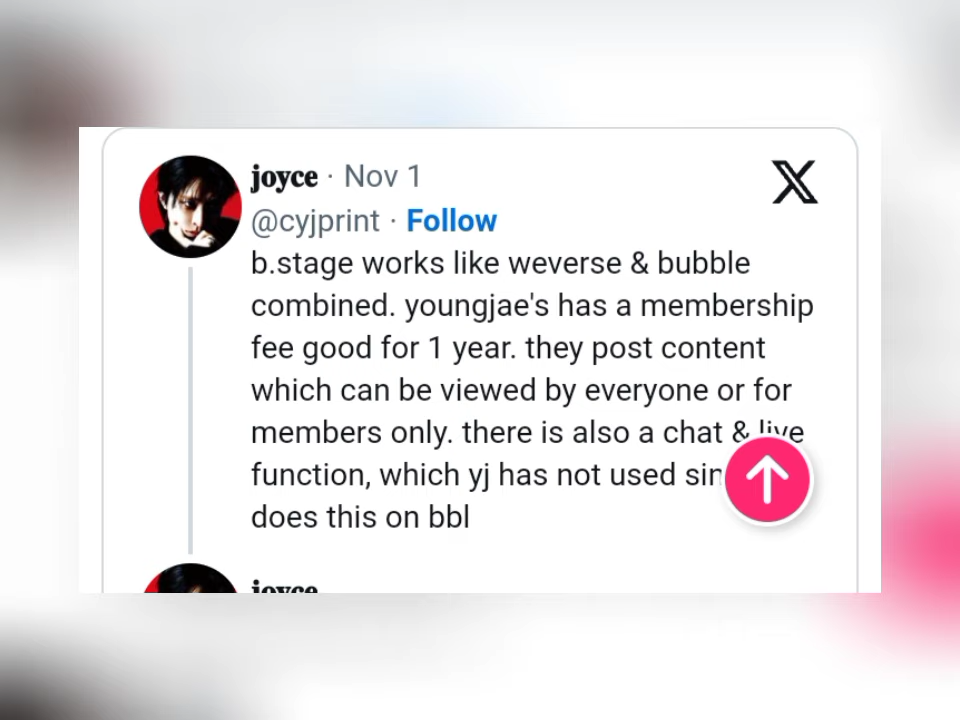 joyce · Nov 1
@cyjprint · Follow
b.stage works like weverse & bubble
combined. youngjae's has a membership
fee good for 1 year. they post content
which can be viewed by everyone or for
members only. there is also a chat & live
function, which yj has not used
does this on bbl
joyce